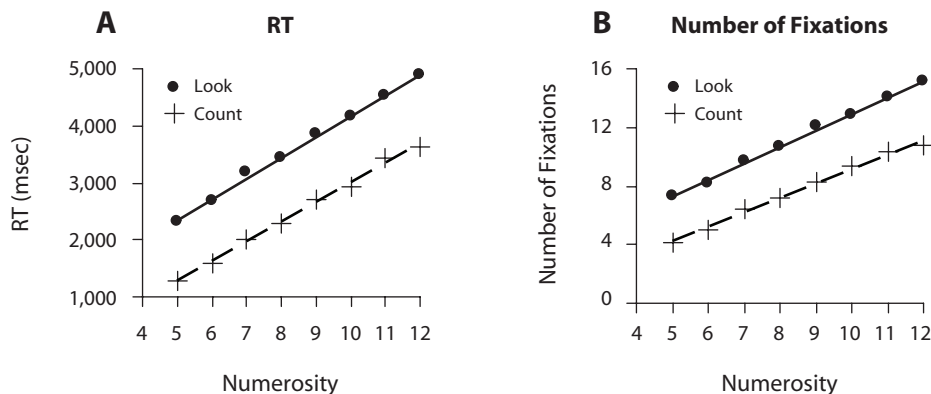 A RT
5,000
4,000
3,000
2,000
1,000
RT (msec)
Look
Count
4 5 6 7 8 9 10 11 12
Numerosity
B Number of Fixations
16
12
8
4
0
Number of Fixations
Look
Count
4 5 6 7 8 9 10 11 12
Numerosity